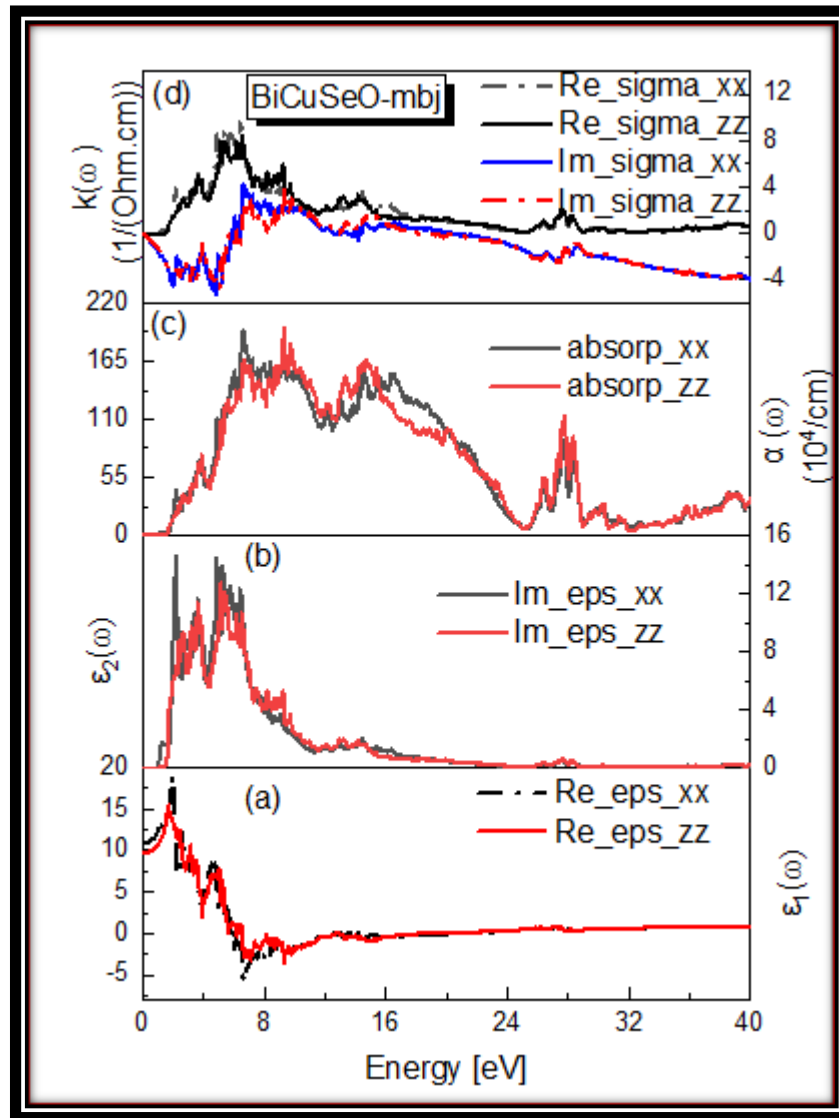 (d)
BiCuSeO-mbj
Re_sigma_xx
Re_sigma_zz
Im_sigma_xx
Im_sigma_zz
k(ω)
(1/(Ohm.cm))
12
8
4
0
-4
(c)
absorp_xx
absorp_zz
220
165
110
55
0
α (ω)
(10⁴/cm)
(b)
Im_eps_xx
Im_eps_zz
ε₂(ω)
16
12
8
4
0
(a)
Re_eps_xx
Re_eps_zz
20
15
10
5
0
-5
ε₁(ω)
0 8 16 24 32 40
Energy [eV]